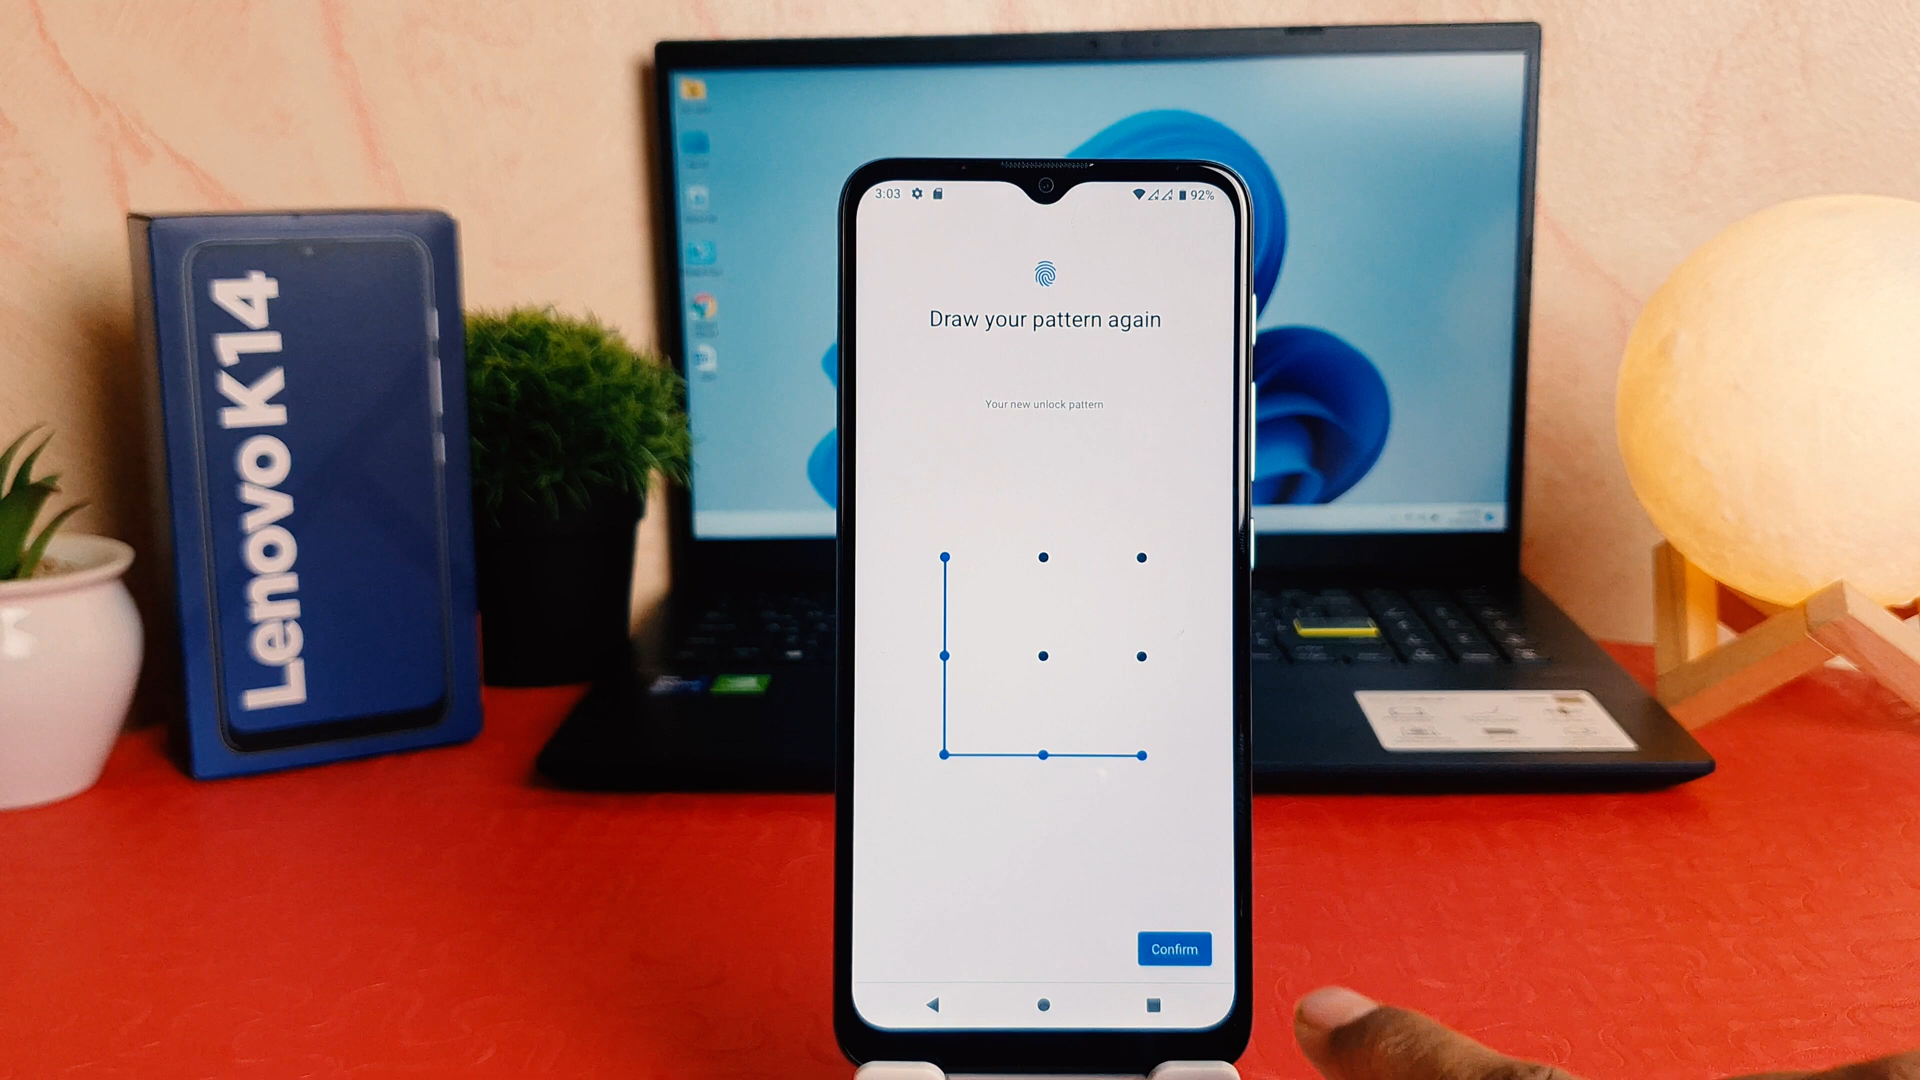 Lenovo K14
3:03
92%
Draw your pattern again
Your new unlock pattern
Confirm